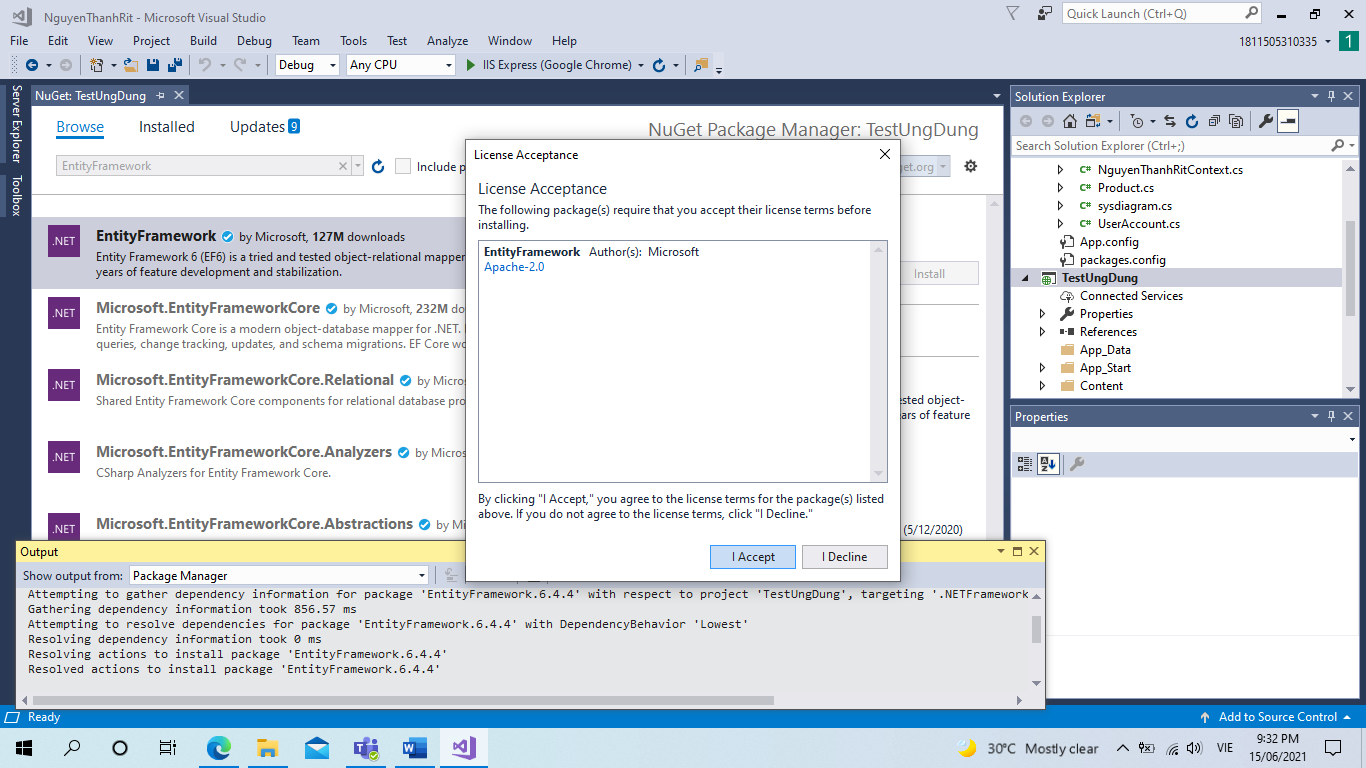 NguyenThanhRit - Microsoft Visual Studio
Quick Launch (Ctrl+Q)
File Edit View Project Build Debug Team Tools Test Analyze Window Help
1811505310335
1
Debug
Any CPU
IIS Express (Google Chrome)
Server Explorer
Toolbox
NuGet: TestUngDung
Browse
Installed
Updates 9
NuGet Package Manager: TestUngDung
EntityFramework
Include p
get.org
.NET
EntityFramework by Microsoft, 127M downloads
Entity Framework 6 (EF6) is a tried and tested object-relational mapper
years of feature development and stabilization.
.NET
Microsoft.EntityFrameworkCore by Microsoft, 232M do
Entity Framework Core is a modern object-database mapper for .NET.
queries, change tracking, updates, and schema migrations. EF Core wo
.NET
Microsoft.EntityFrameworkCore.Relational by Micros
Shared Entity Framework Core components for relational database pro
.NET
Microsoft.EntityFrameworkCore.Analyzers by Micros
CSharp Analyzers for Entity Framework Core.
.NET
Microsoft.EntityFrameworkCore.Abstractions by Mi
Install
ested object-
ars of feature
(5/12/2020)
License Acceptance
License Acceptance
The following package(s) require that you accept their license terms before
installing.
EntityFramework Author(s): Microsoft
Apache-2.0
By clicking "I Accept," you agree to the license terms for the package(s) listed
above. If you do not agree to the license terms, click "I Decline."
I Accept
I Decline
Solution Explorer
Search Solution Explorer (Ctrl+;)
C# NguyenThanhRitContext.cs
C# Product.cs
C# sysdiagram.cs
C# UserAccount.cs
App.config
packages.config
TestUngDung
Connected Services
Properties
References
App_Data
App_Start
Content
Properties
Output
Show output from: Package Manager
Attempting to gather dependency information for package 'EntityFramework.6.4.4' with respect to project 'TestUngDung', targeting '.NETFramework
Gathering dependency information took 856.57 ms
Attempting to resolve dependencies for package 'EntityFramework.6.4.4' with DependencyBehavior 'Lowest'
Resolving dependency information took 0 ms
Resolving actions to install package 'EntityFramework.6.4.4'
Resolved actions to install package 'EntityFramework.6.4.4'
Ready
Add to Source Control
30°C Mostly clear
VIE
9:32 PM
15/06/2021